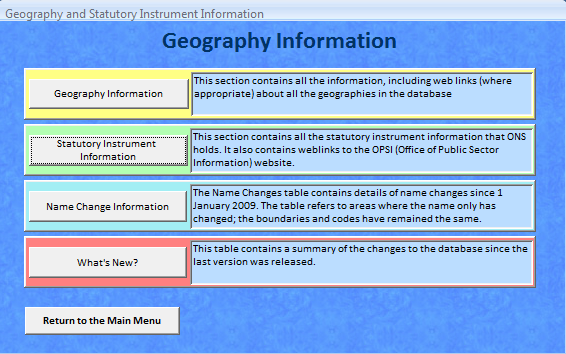 Geography and Statutory Instrument Information
Geography Information
Geography Information
This section contains all the information, including web links (where
appropriate) about all the geographies in the database
Statutory Instrument
Information
This section contains all the statutory instrument information that ONS
holds. It also contains weblinks to the OPSI (Office of Public Sector
Information) website.
Name Change Information
The Name Changes table contains details of name changes since 1
January 2009. The table refers to areas where the name only has
changed; the boundaries and codes have remained the same.
What's New?
This table contains a summary of the changes to the database since the
last version was released.
Return to the Main Menu